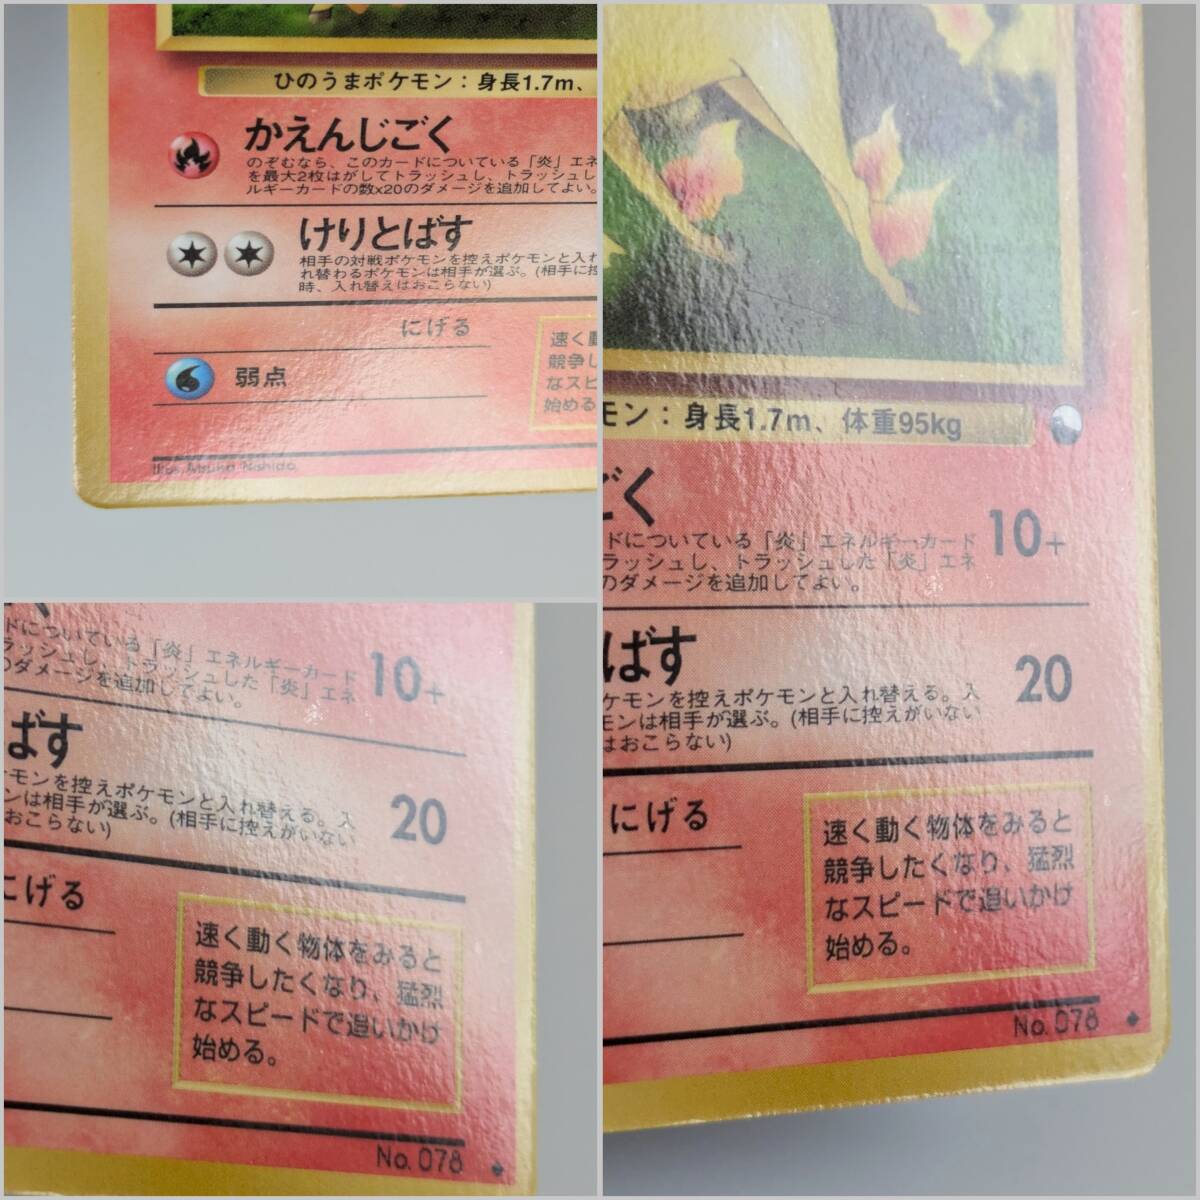 ひのうまポケモン：身長1.7m、
かえんじごく
のぞむなら、このカードについている「炎」エネ
を最大2枚はがしてトラッシュし、トラッシュし
ルギーカードの数x20のダメージを追加してよい。
けりとばす
相手の対戦ポケモンを控えポケモンと入れ
れ替わるポケモンは相手が選ぶ。(相手に控
時、入れ替えはおこらない)
にげる
弱点
速く動
競争し
なスピ
始める
Illus. Atsuko Nishida
モン：身長1.7m、体重95kg
ごく
ドについている「炎」エネルギーカード
ラッシュし、トラッシュした「炎」エネ
のダメージを追加してよい。
10+
ばす
20
ケモンを控えポケモンと入れ替える。入
モンは相手が選ぶ。(相手に控えがいない
はおこらない)
にげる
速く動く物体をみると
競争したくなり、猛烈
なスピードで追いかけ
始める。
No. 078 ◆
く
ドについている「炎」エネルギーカード
ラッシュし、トラッシュした「炎」エネ
のダメージを追加してよい。
10+
ばす
20
ケモンを控えポケモンと入れ替える。入
ンは相手が選ぶ。(相手に控えがいない
おこらない)
にげる
速く動く物体をみると
競争したくなり、猛烈
なスピードで追いかけ
始める。
No. 078 ◆